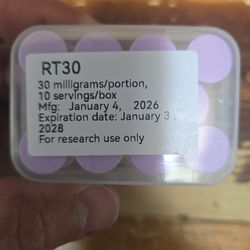 RT30
30 milligrams/portion,
10 servings/box
Mfg: January 4, 2026
Expiration date: January 3
2028
For research use only